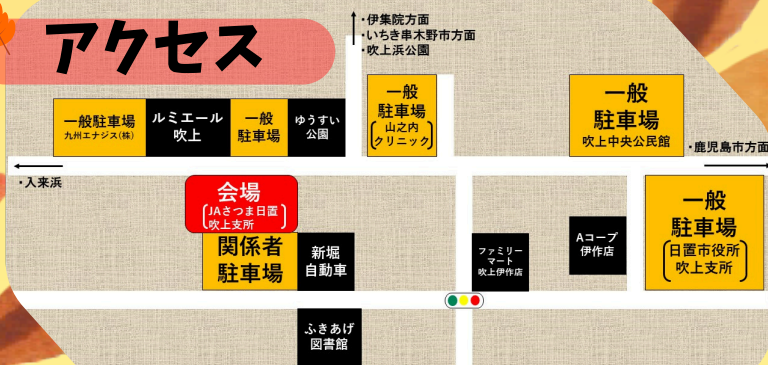 アクセス
・伊集院方面
・いちき串木野市方面
・吹上浜公園
一般駐車場
九州エナジス(株)
ルミエール
吹上
一般
駐車場
ゆうすい
公園
一般
駐車場
山之内
クリニック
一般
駐車場
吹上中央公民館
・鹿児島市方面
・入来浜
会場
JAさつま日置
吹上支所
関係者
駐車場
新堀
自動車
ファミリー
マート
吹上伊作店
Aコープ
伊作店
一般
駐車場
日置市役所
吹上支所
ふきあげ
図書館